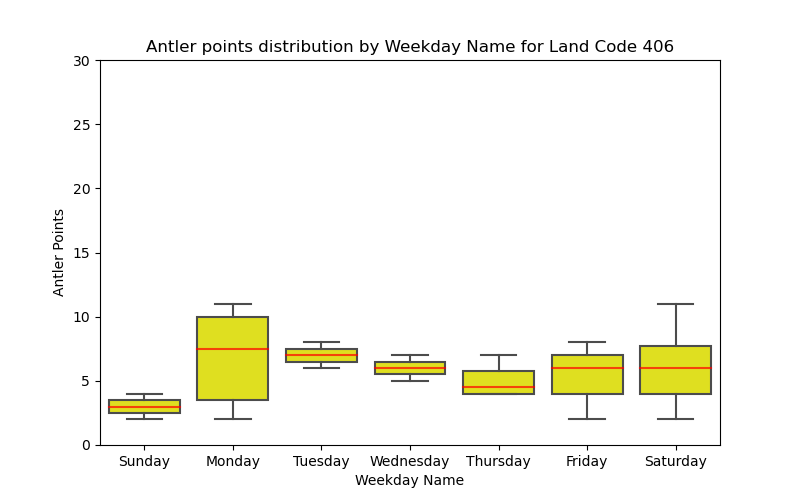 Antler points distribution by Weekday Name for Land Code 406
30
25
20
15
10
5
0
Antler Points
Sunday Monday Tuesday Wednesday Thursday Friday Saturday
Weekday Name